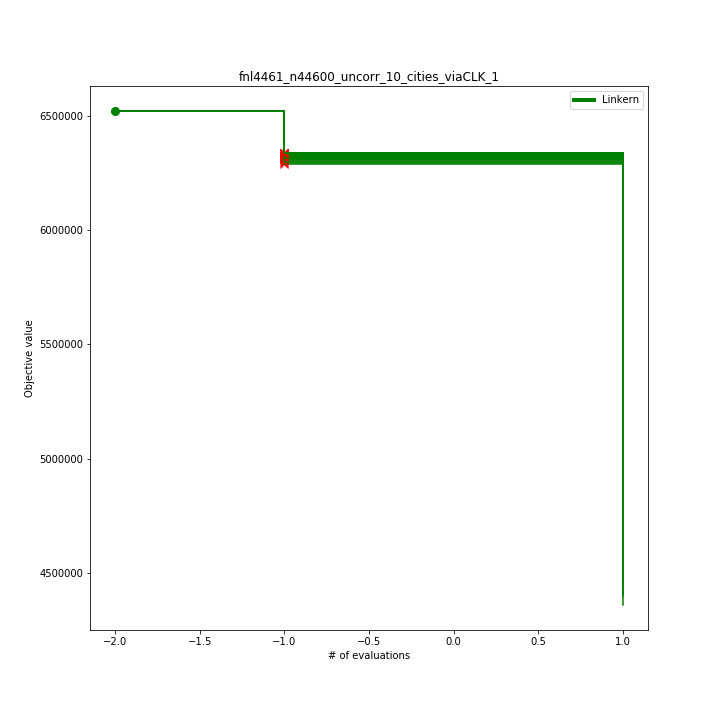 fnl4461_n44600_uncorr_10_cities_viaCLK_1
Linkern
6500000
6000000
5500000
5000000
4500000
Objective value
−2.0 −1.5 −1.0 −0.5 0.0 0.5 1.0
# of evaluations